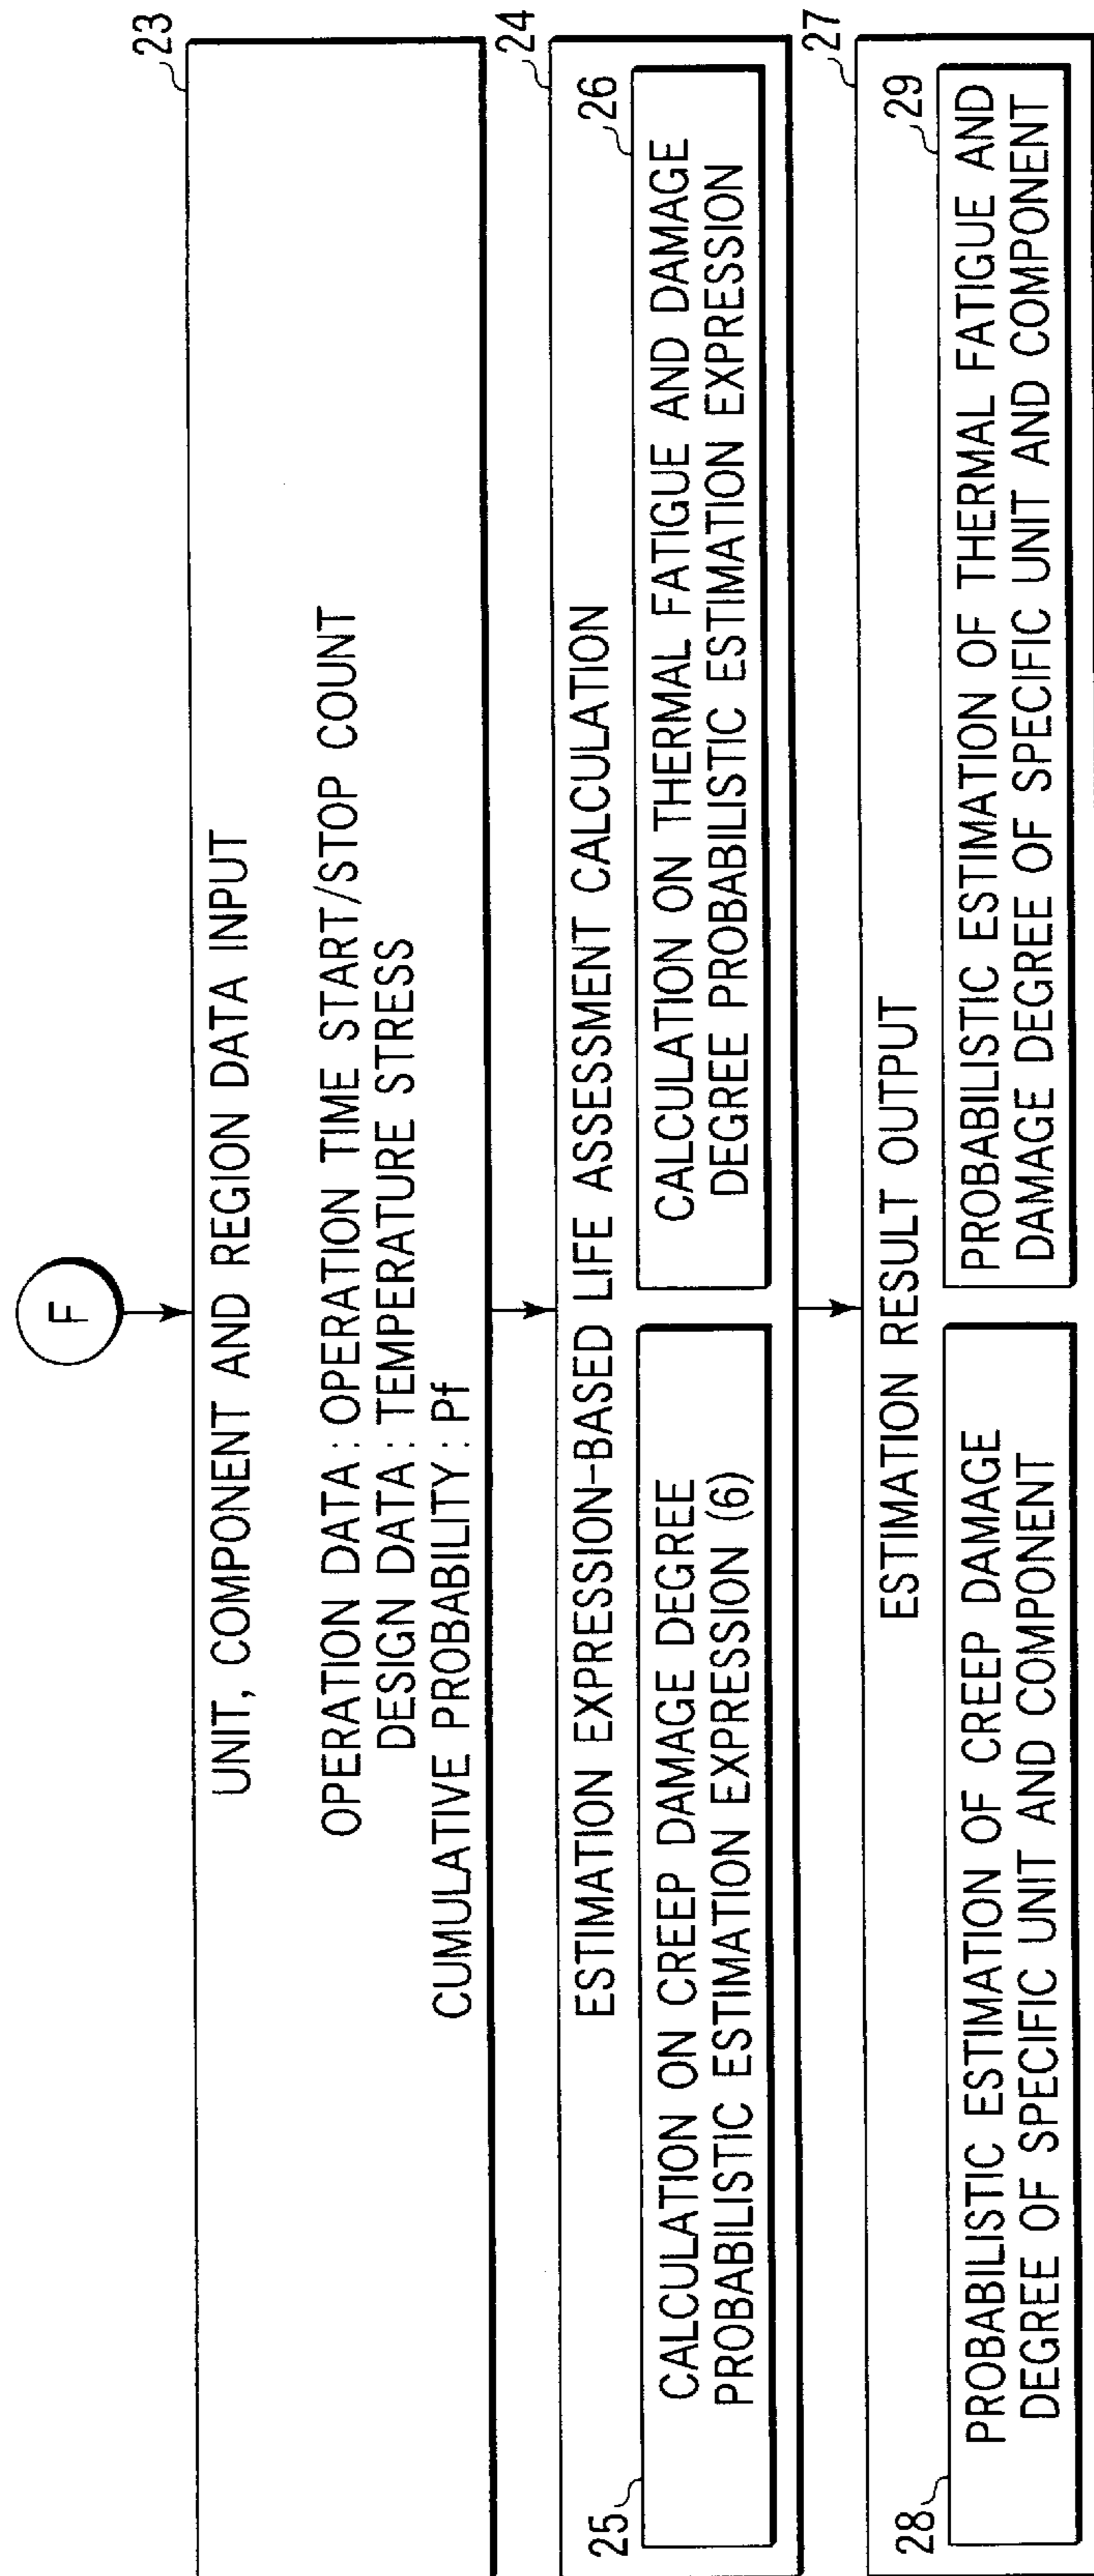 F
23
UNIT, COMPONENT AND REGION DATA INPUT
OPERATION DATA : OPERATION TIME START/STOP COUNT
DESIGN DATA : TEMPERATURE STRESS
CUMULATIVE PROBABILITY : Pf
24
ESTIMATION EXPRESSION-BASED LIFE ASSESSMENT CALCULATION
25
CALCULATION ON CREEP DAMAGE DEGREE
PROBABILISTIC ESTIMATION EXPRESSION (6)
26
CALCULATION ON THERMAL FATIGUE AND DAMAGE
DEGREE PROBABILISTIC ESTIMATION EXPRESSION
27
ESTIMATION RESULT OUTPUT
28
PROBABILISTIC ESTIMATION OF CREEP DAMAGE
DEGREE OF SPECIFIC UNIT AND COMPONENT
29
PROBABILISTIC ESTIMATION OF THERMAL FATIGUE AND
DAMAGE DEGREE OF SPECIFIC UNIT AND COMPONENT